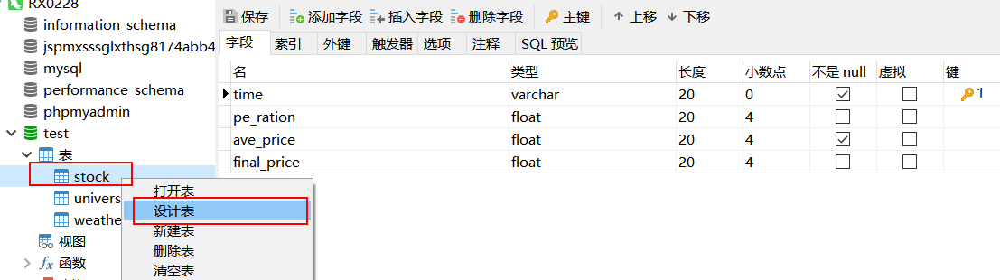 RX0228
information_schema
jspmxsssglxthsg8174abb4
mysql
performance_schema
phpmyadmin
test
表
stock
univers
weathe
视图
函数
打开表
设计表
新建表
删除表
清空表
保存 添加字段 插入字段 删除字段 主键 上移 下移
字段 索引 外键 触发器 选项 注释 SQL 预览
名 类型 长度 小数点 不是 null 虚拟 键
time varchar 20 0 1
pe_ration float 20 4
ave_price float 20 4
final_price float 20 4